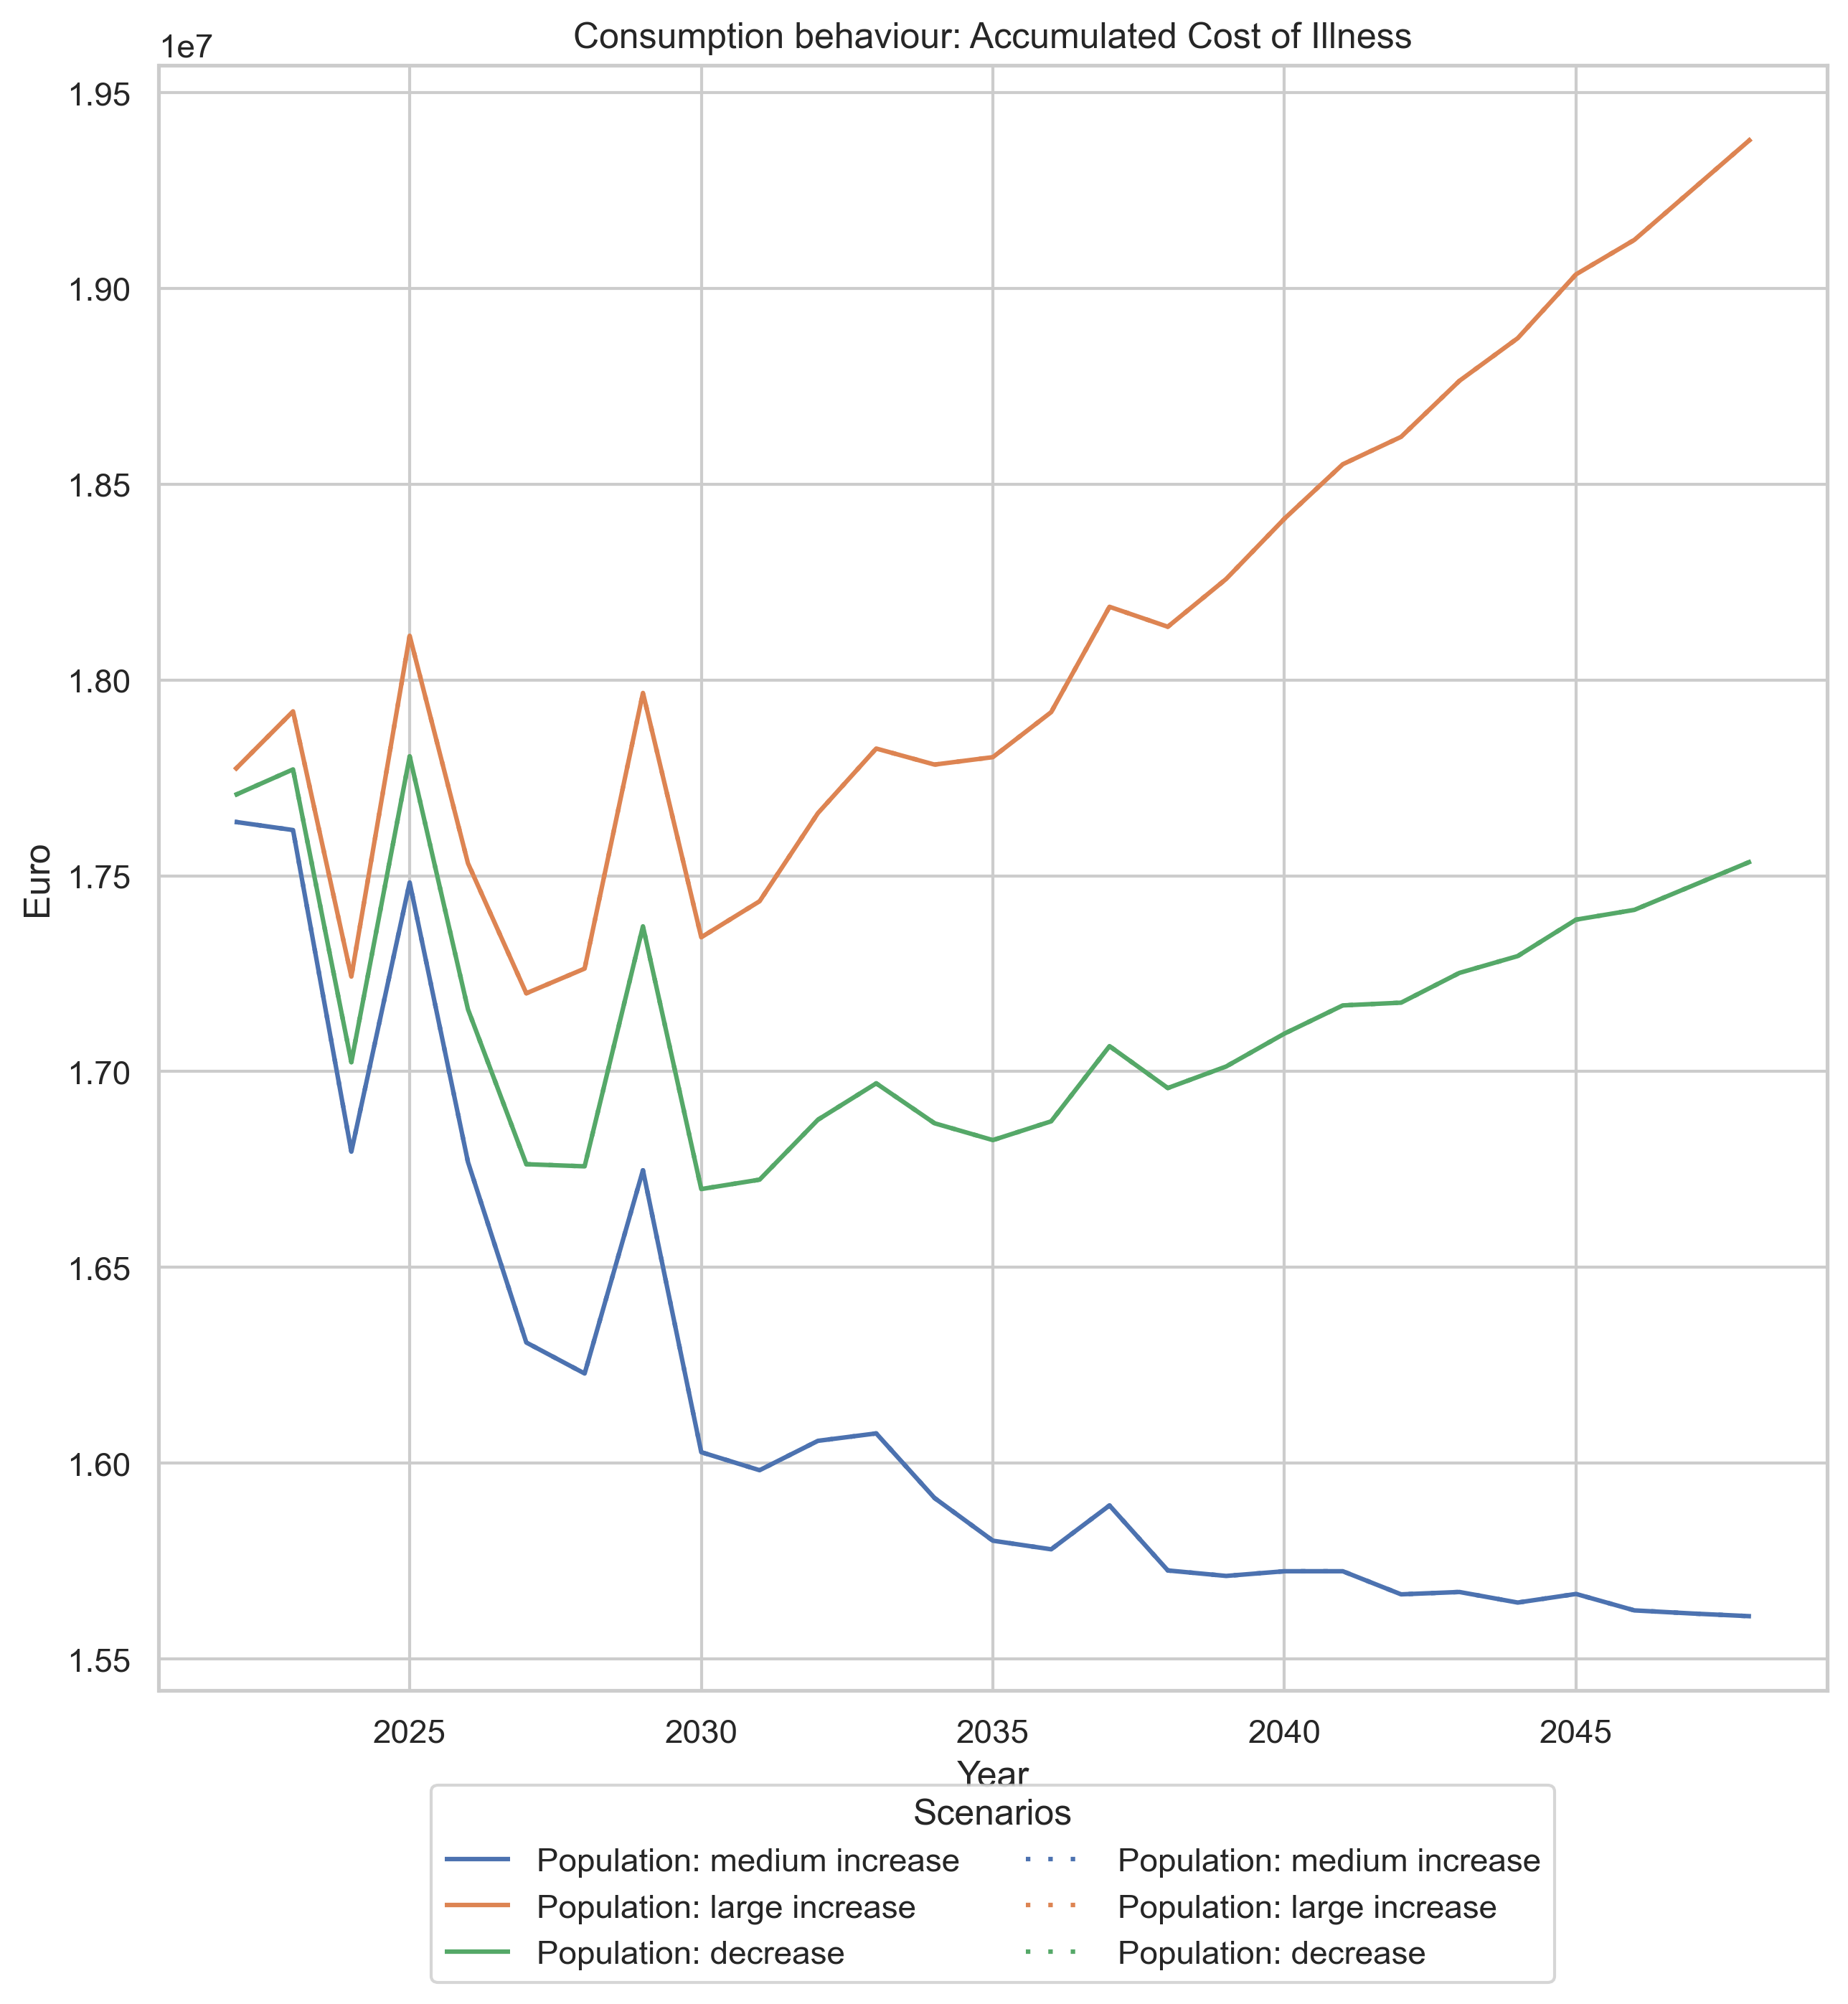 Consumption behaviour: Accumulated Cost of Illness
1e7
1.95
1.90
1.85
1.80
1.75
1.70
1.65
1.60
1.55
Euro
2025 2030 2035 2040 2045
Year
Scenarios
Population: medium increase Population: medium increase
Population: large increase Population: large increase
Population: decrease Population: decrease